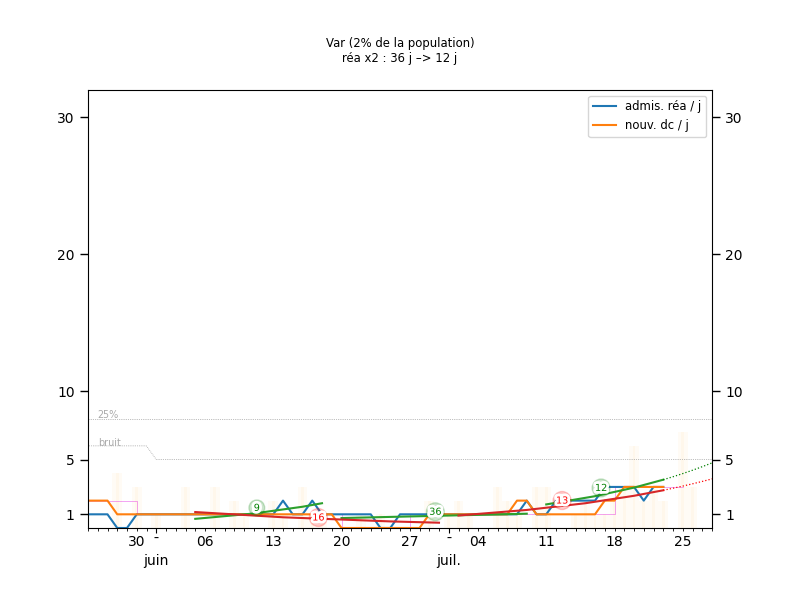 Var (2% de la population)
réa x2 : 36 j –> 12 j
admis. réa / j
nouv. dc / j
30 30
20 20
10 10
25%
bruit
5 5
9 16 36 13 12
1 1
30 - 06 13 20 27 - 04 11 18 25
juin juil.